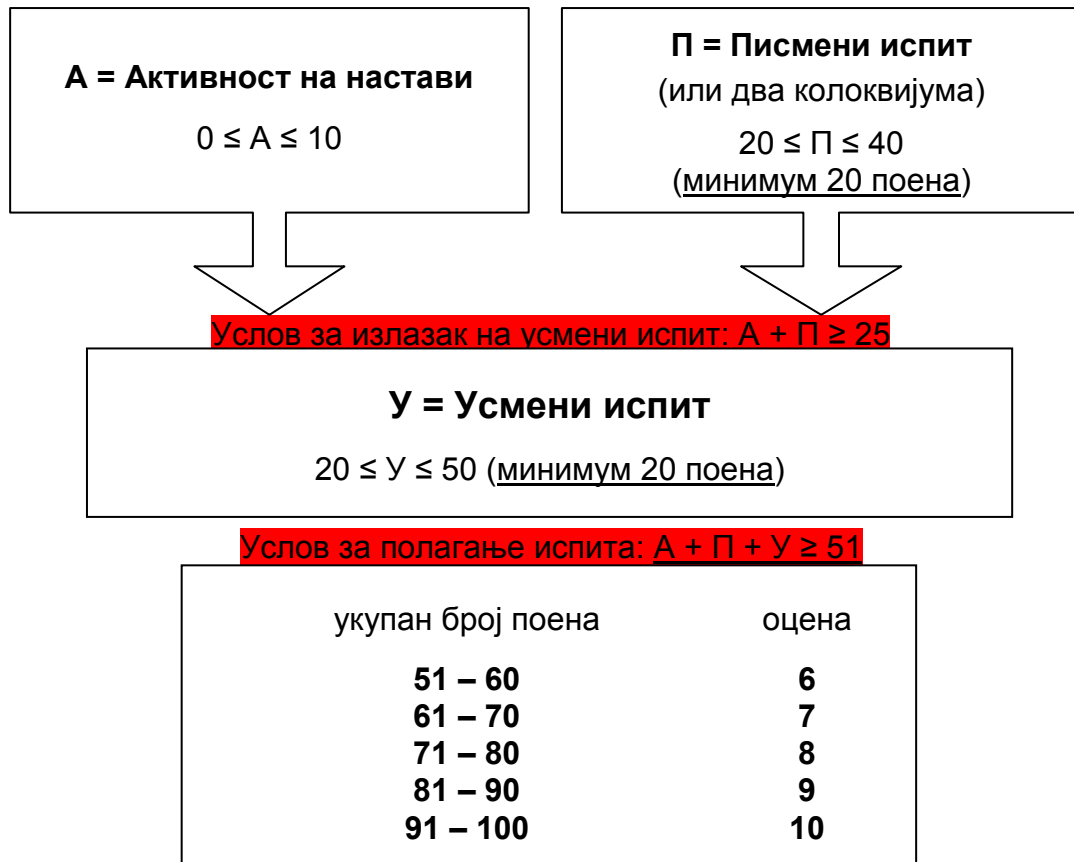 А = Активност на настави
0 ≤ А ≤ 10
П = Писмени испит
(или два колоквијума)
20 ≤ П ≤ 40
(минимум 20 поена)
Услов за излазак на усмени испит: А + П ≥ 25
У = Усмени испит
20 ≤ У ≤ 50 (минимум 20 поена)
Услов за полагање испита: А + П + У ≥ 51
укупан број поена оцена
51 – 60 6
61 – 70 7
71 – 80 8
81 – 90 9
91 – 100 10